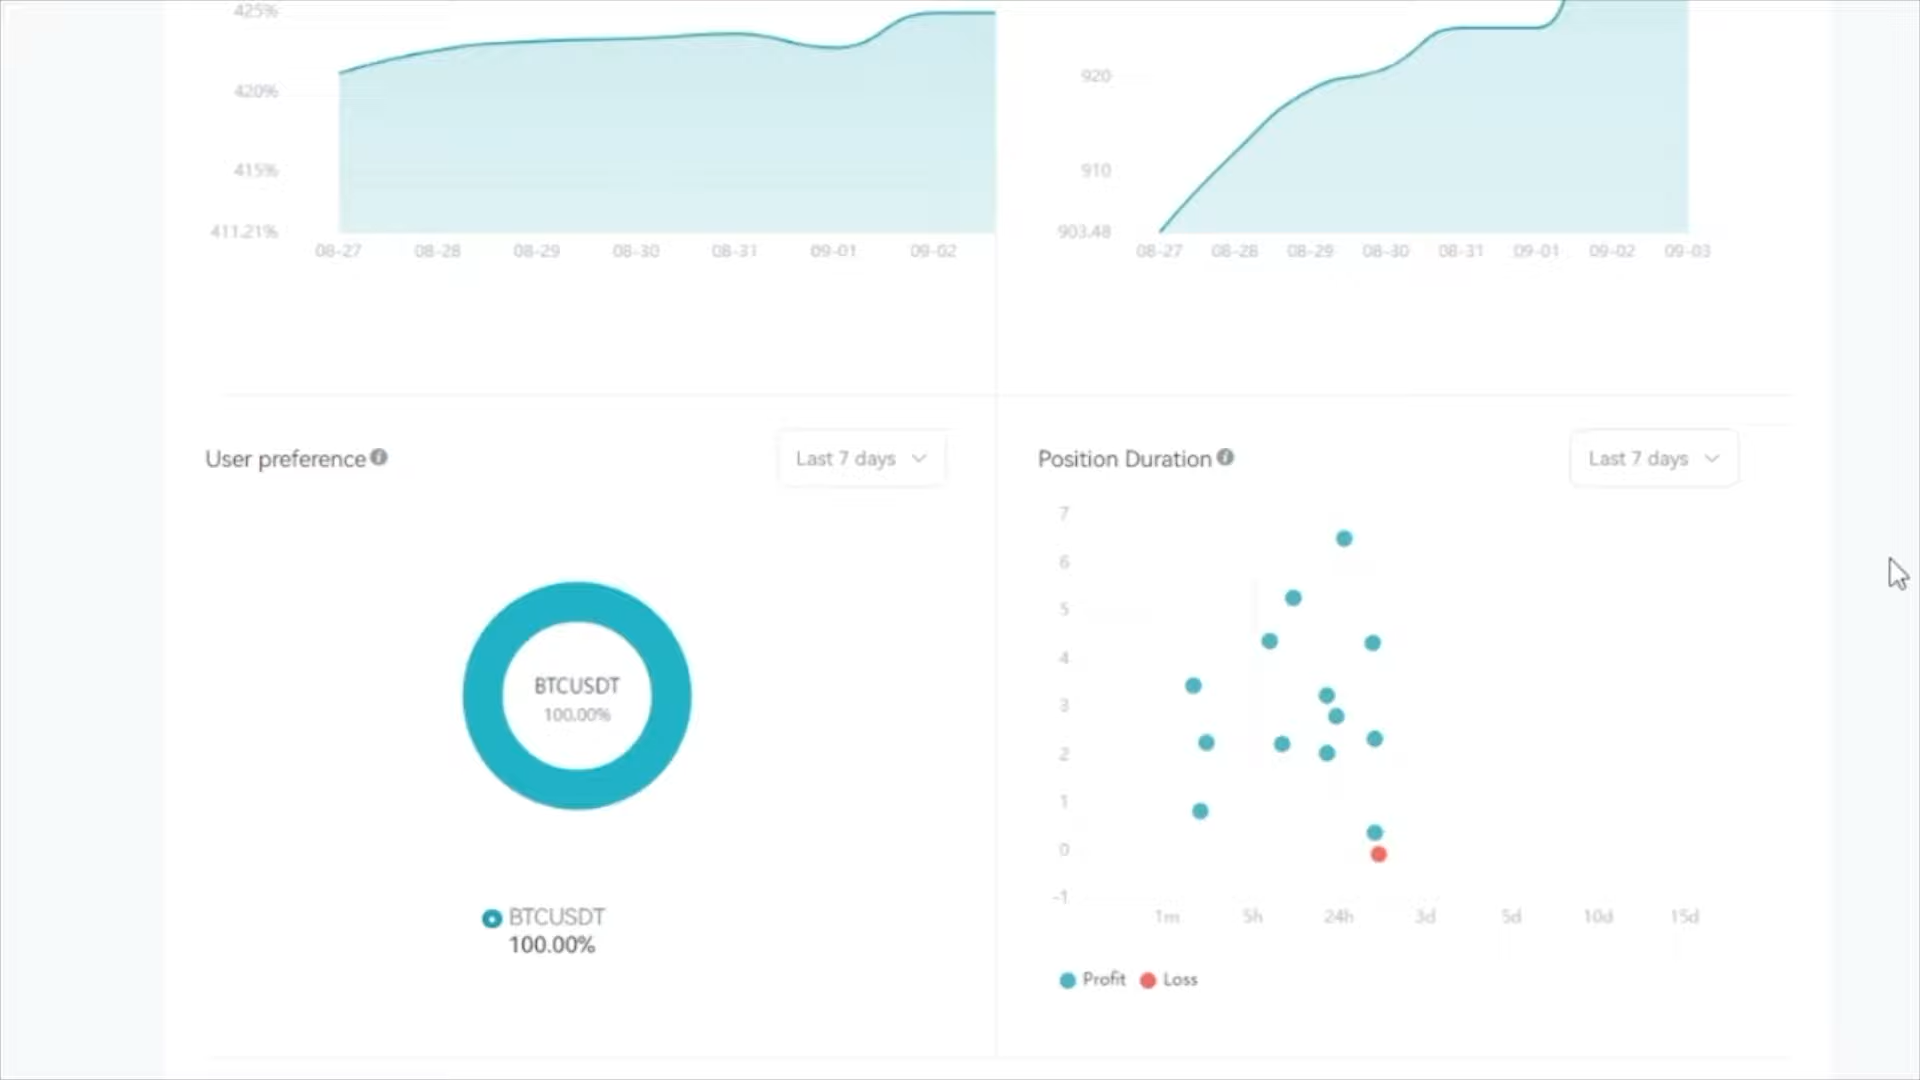 425%
420%
415%
411.21%
08-27 08-28 08-29 08-30 08-31 09-01 09-02
920
910
903.48
08-27 08-28 08-29 08-30 08-31 09-01 09-02 09-03
User preference
Last 7 days
BTCUSDT
100.00%
BTCUSDT
100.00%
Position Duration
Last 7 days
7
6
5
4
3
2
1
0
-1
1m 5h 24h 3d 5d 10d 15d
Profit Loss